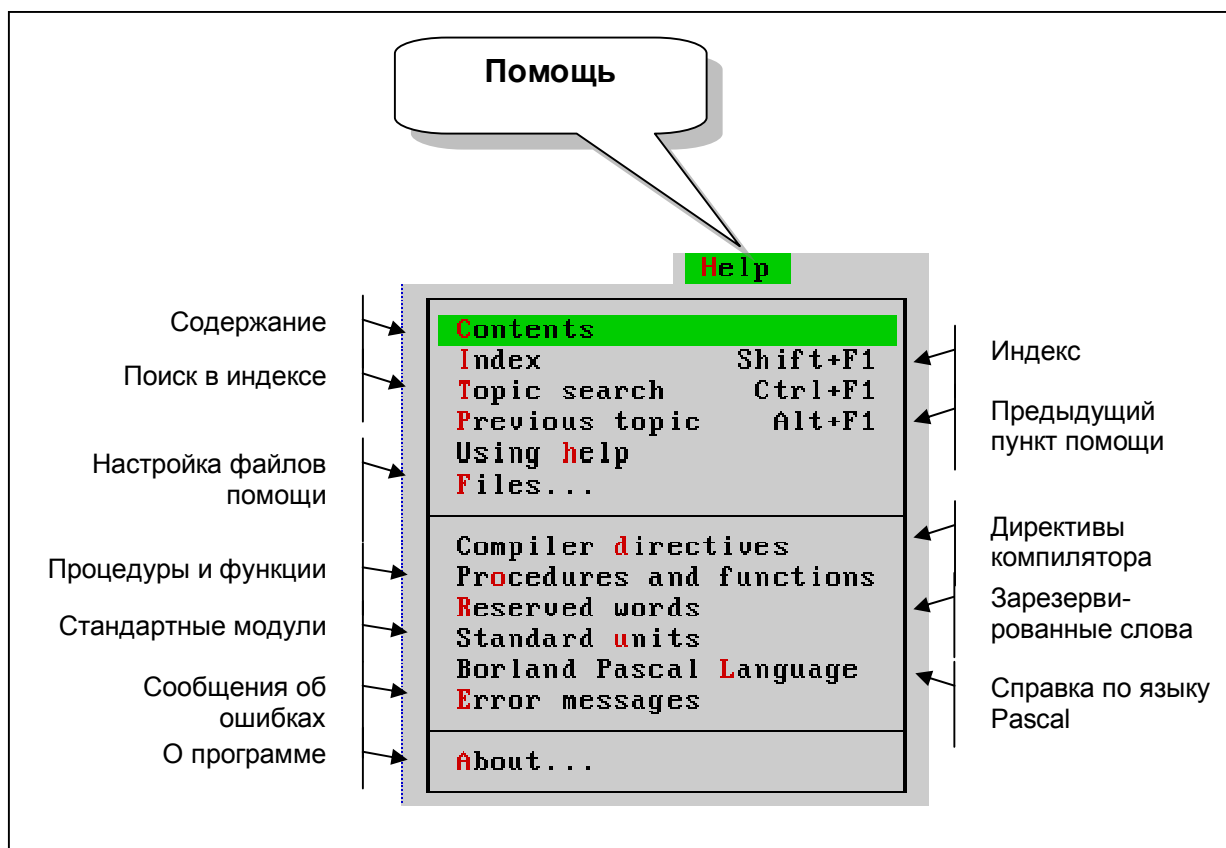 Помощь
Help
Содержание
Поиск в индексе
Настройка файлов
помощи
Процедуры и функции
Стандартные модули
Сообщения об
ошибках
О программе
Contents
Index Shift+F1
Topic search Ctrl+F1
Previous topic Alt+F1
Using help
Files...
Compiler directives
Procedures and functions
Reserved words
Standard units
Borland Pascal Language
Error messages
About...
Индекс
Предыдущий
пункт помощи
Директивы
компилятора
Зарезерви-
рованные слова
Справка по языку
Pascal